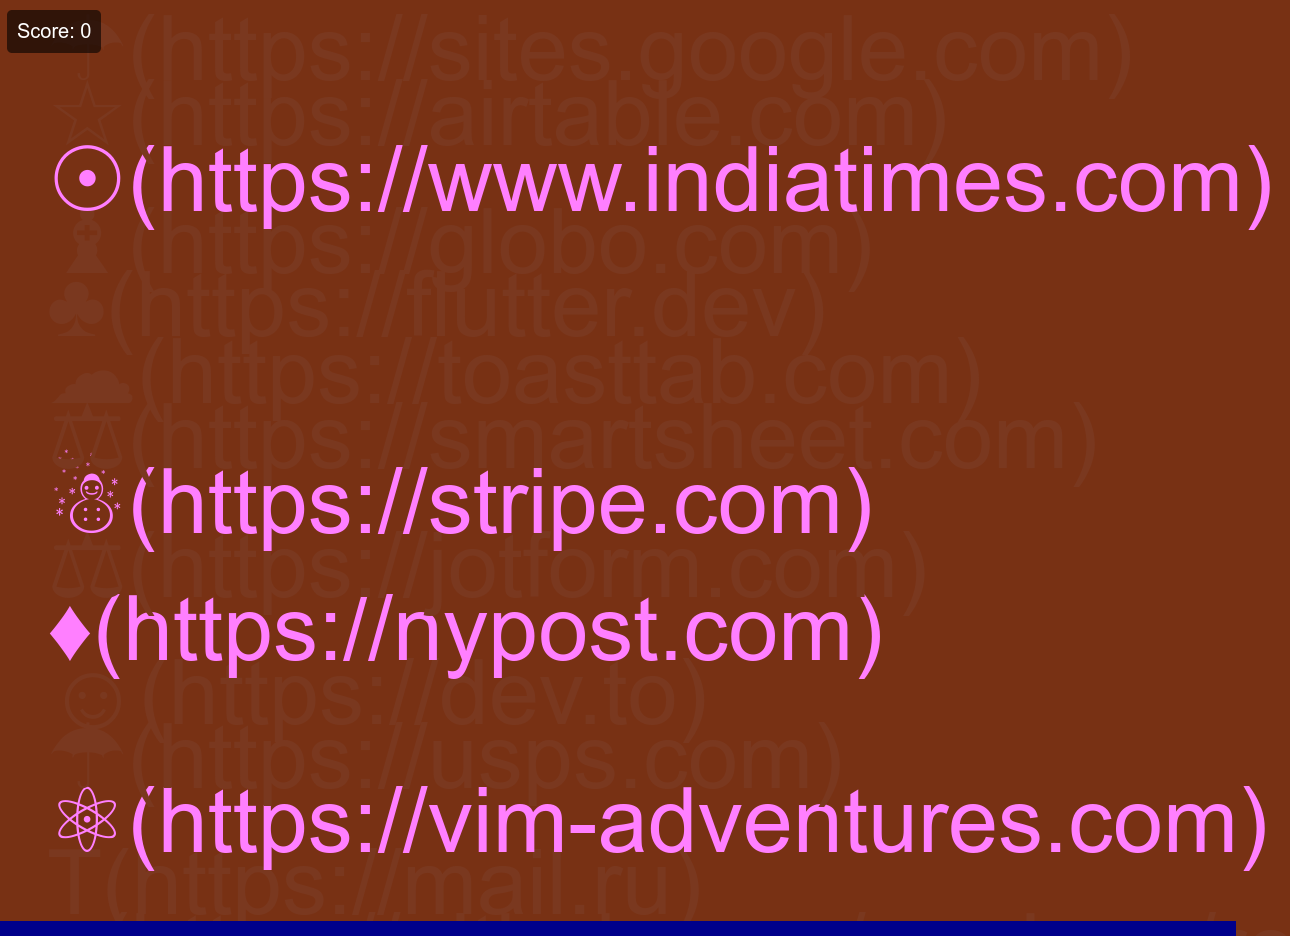 Score: 0
☂(https://sites.google.com)
☆(https://airtable.com)
☉(https://www.indiatimes.com)
♝(https://globo.com)
♣(https://flutter.dev)
☁(https://toasttab.com)
⚖(https://smartsheet.com)
☃(https://stripe.com)
⚖(https://jotform.com)
♦(https://nypost.com)
☺(https://dev.to)
☂(https://usps.com)
⚛(https://vim-adventures.com)
T(https://mail.ru)